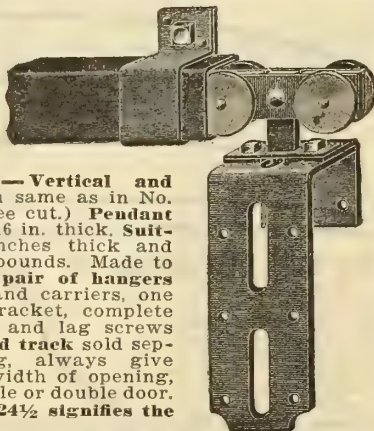 — Vertical and
same as in No.
ee cut.) Pendant
6 in. thick. Suit-
nches thick and
ounds. Made to
pair of hangers
and carriers, one
racket, complete
and lag screws
d track sold sep-
g, always give
width of opening,
le or double door.
24½ signifies the